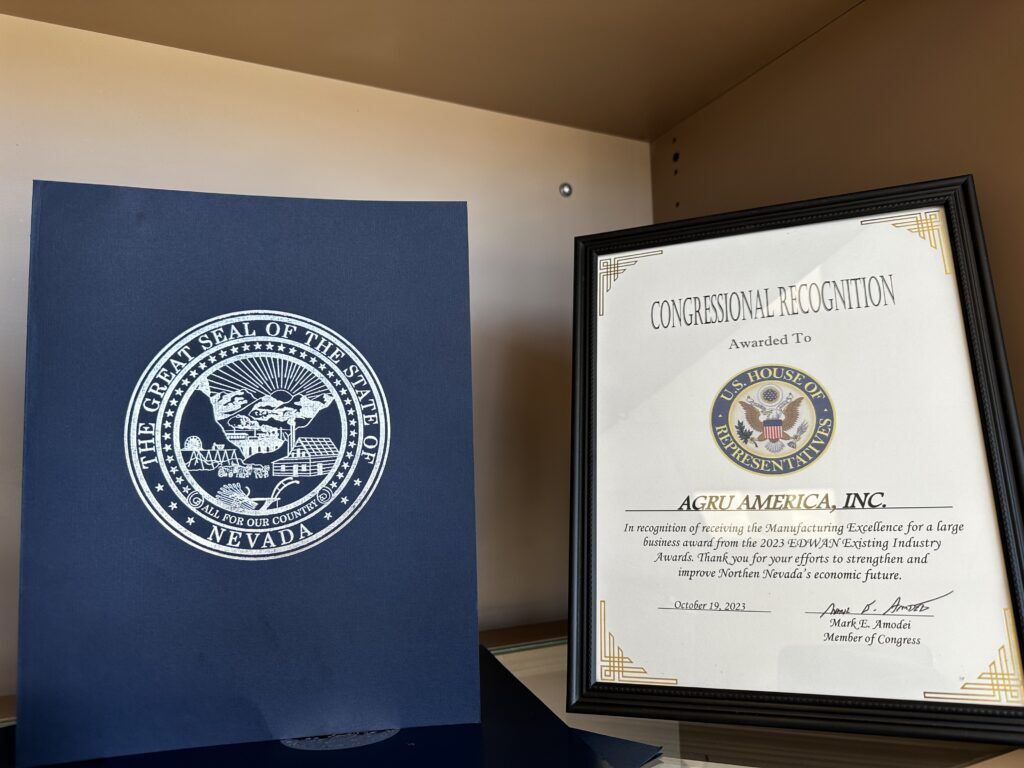 THE GREAT SEAL OF THE STATE OF
NEVADA
ALL FOR OUR COUNTRY
CONGRESSIONAL RECOGNITION
Awarded To
U.S. HOUSE OF
REPRESENTATIVES
AGRU AMERICA, INC.
In recognition of receiving the Manufacturing Excellence for a large
business award from the 2023 EDWAN Existing Industry
Awards. Thank you for your efforts to strengthen and
improve Northen Nevada's economic future.
October 19, 2023
Mark E. Amodei
Mark E. Amodei
Member of Congress